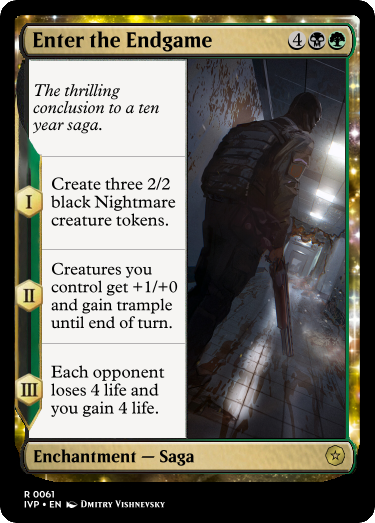 Enter the Endgame 4
The thrilling
conclusion to a ten
year saga.
I
Create three 2/2
black Nightmare
creature tokens.
II
Creatures you
control get +1/+0
and gain trample
until end of turn.
III
Each opponent
loses 4 life and
you gain 4 life.
Enchantment — Saga
R 0061
IVP • EN Dmitry Vishnevsky